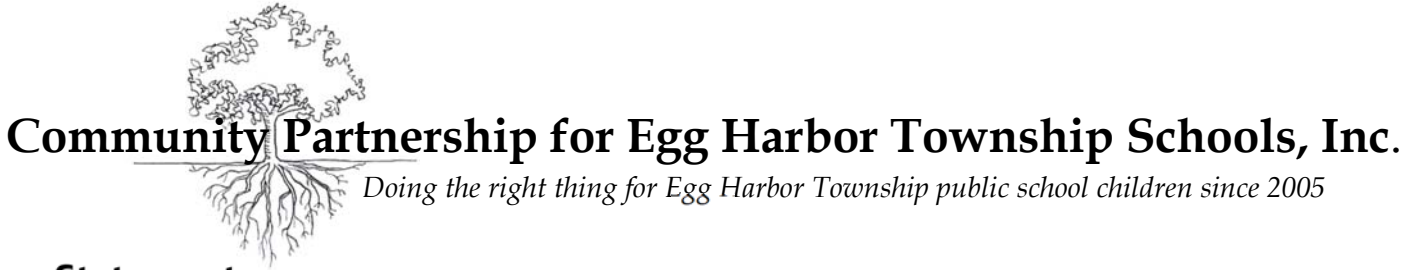 Community Partnership for Egg Harbor Township Schools, Inc.
Doing the right thing for Egg Harbor Township public school children since 2005